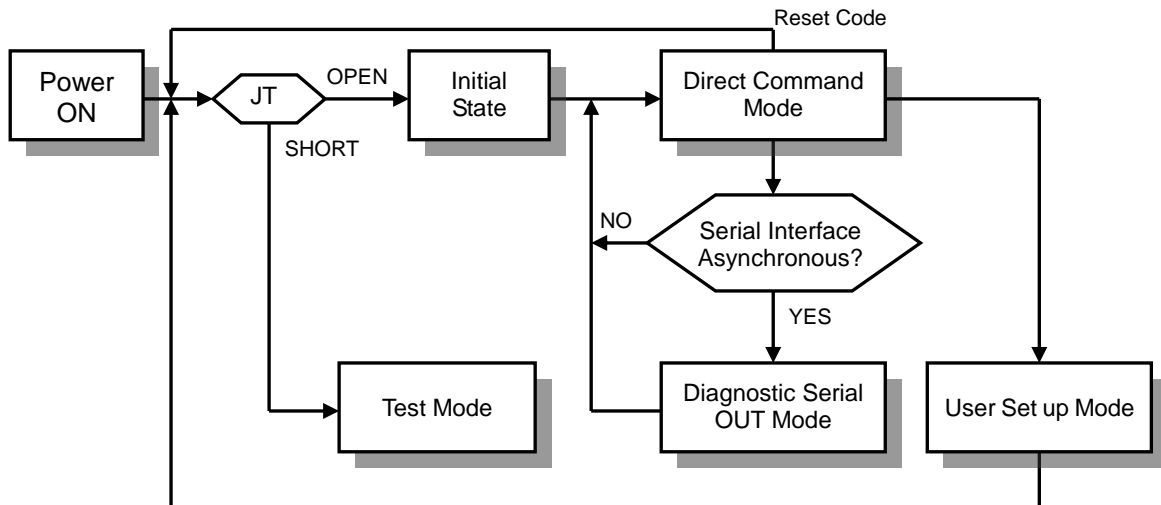 Reset Code
Power
ON
JT
OPEN
SHORT
Initial
State
Direct Command
Mode
NO
Serial Interface
Asynchronous?
YES
Test Mode
Diagnostic Serial
OUT Mode
User Set up Mode